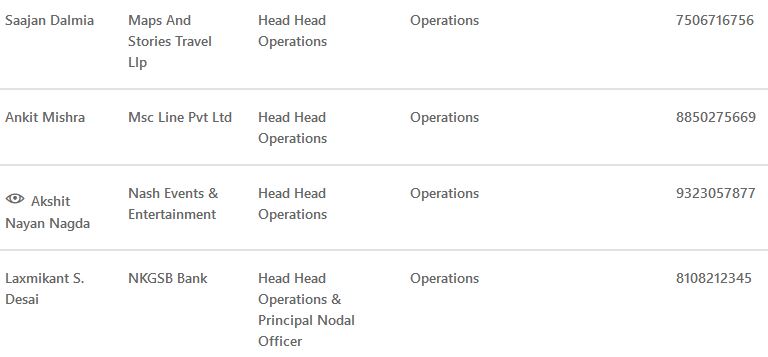 Saajan Dalmia Maps And Head Head Operations 7506716756
Stories Travel Operations
Llp
Ankit Mishra Msc Line Pvt Ltd Head Head Operations 8850275669
Operations
Akshit Nash Events & Head Head Operations 9323057877
Nayan Nagda Entertainment Operations
Laxmikant S. NKGSB Bank Head Head Operations 8108212345
Desai Operations &
Principal Nodal
Officer